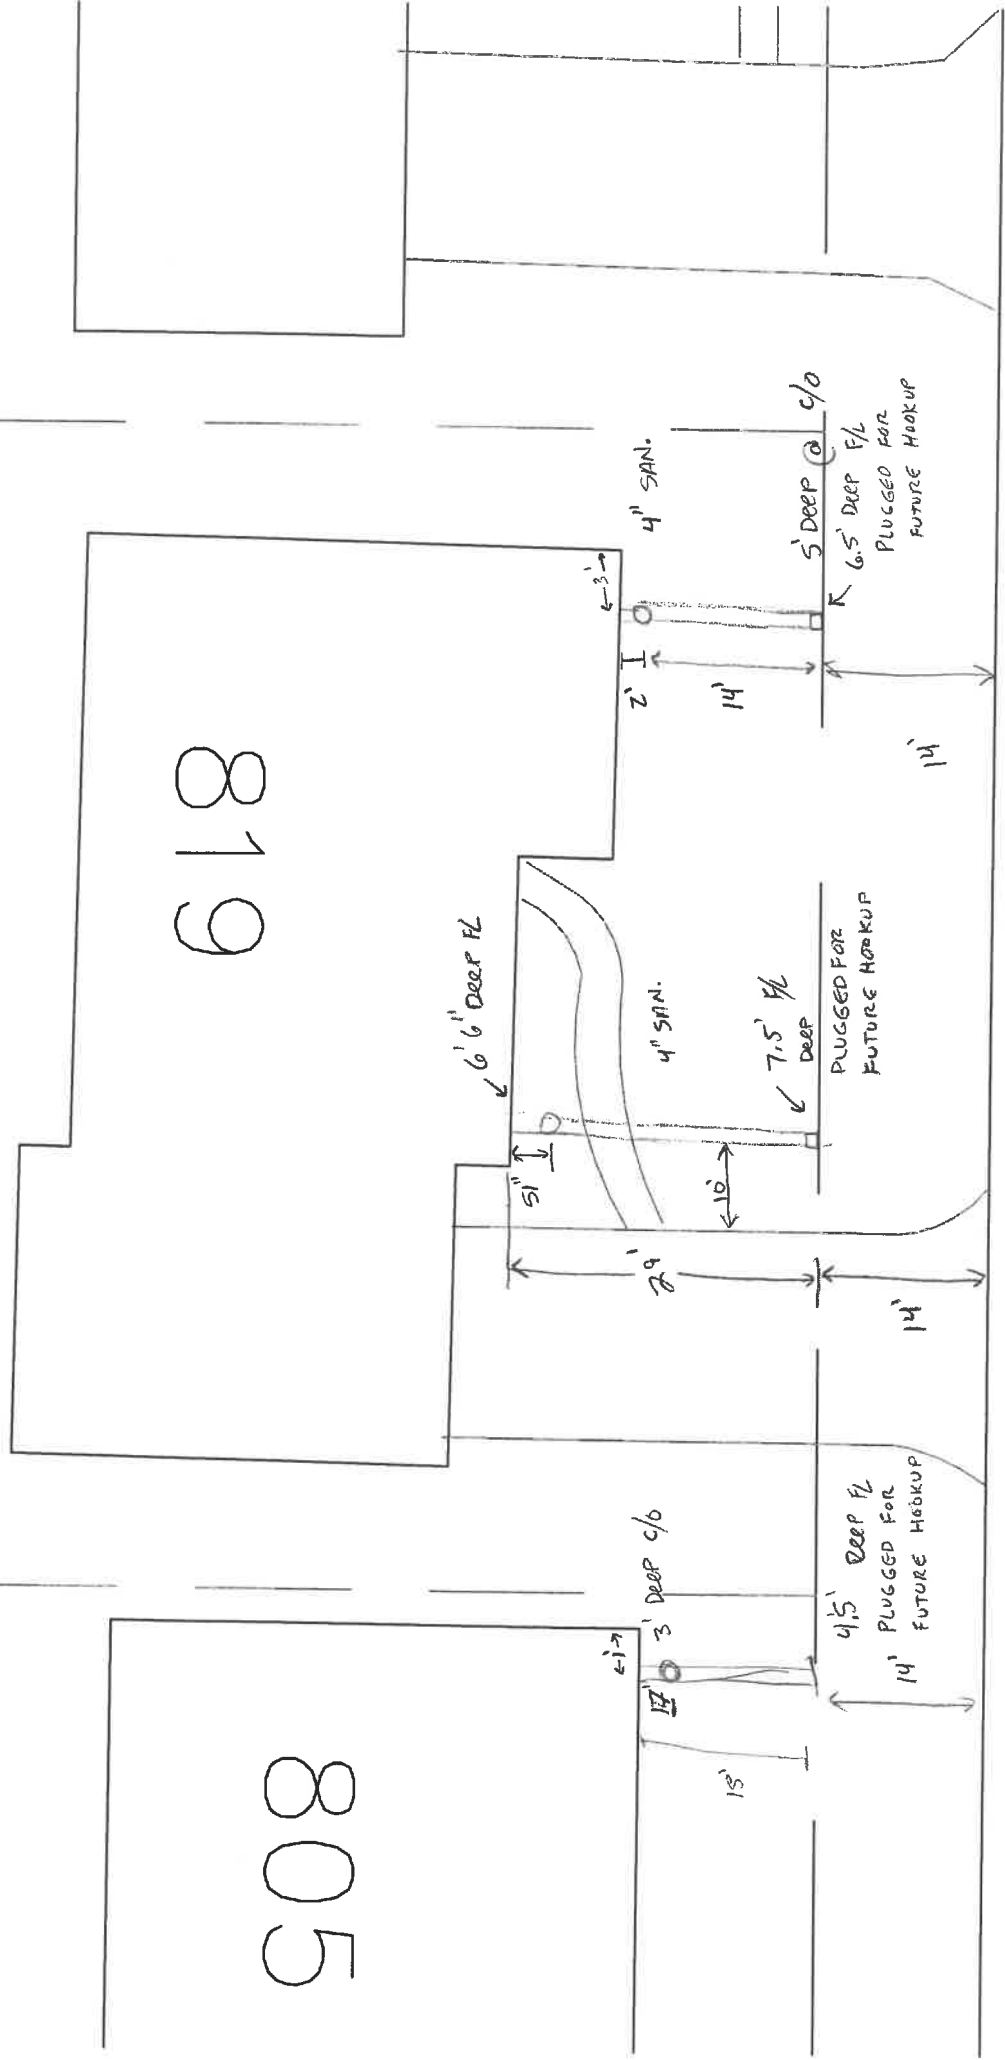 819
805
←3'→
4" SAN.
2'
14'
5' DEEP @ C/O
6.5' DEEP F/L
PLUGGED FOR
FUTURE HOOKUP
14'
6' 6" DEEP FL
51"
4" SAN.
7.5' F/L
DEEP
PLUGGED FOR
FUTURE HOOKUP
10'
29'
14'
←1'→
3' DEEP C/O
4.5' DEEP FL
PLUGGED FOR
FUTURE HOOKUP
14'